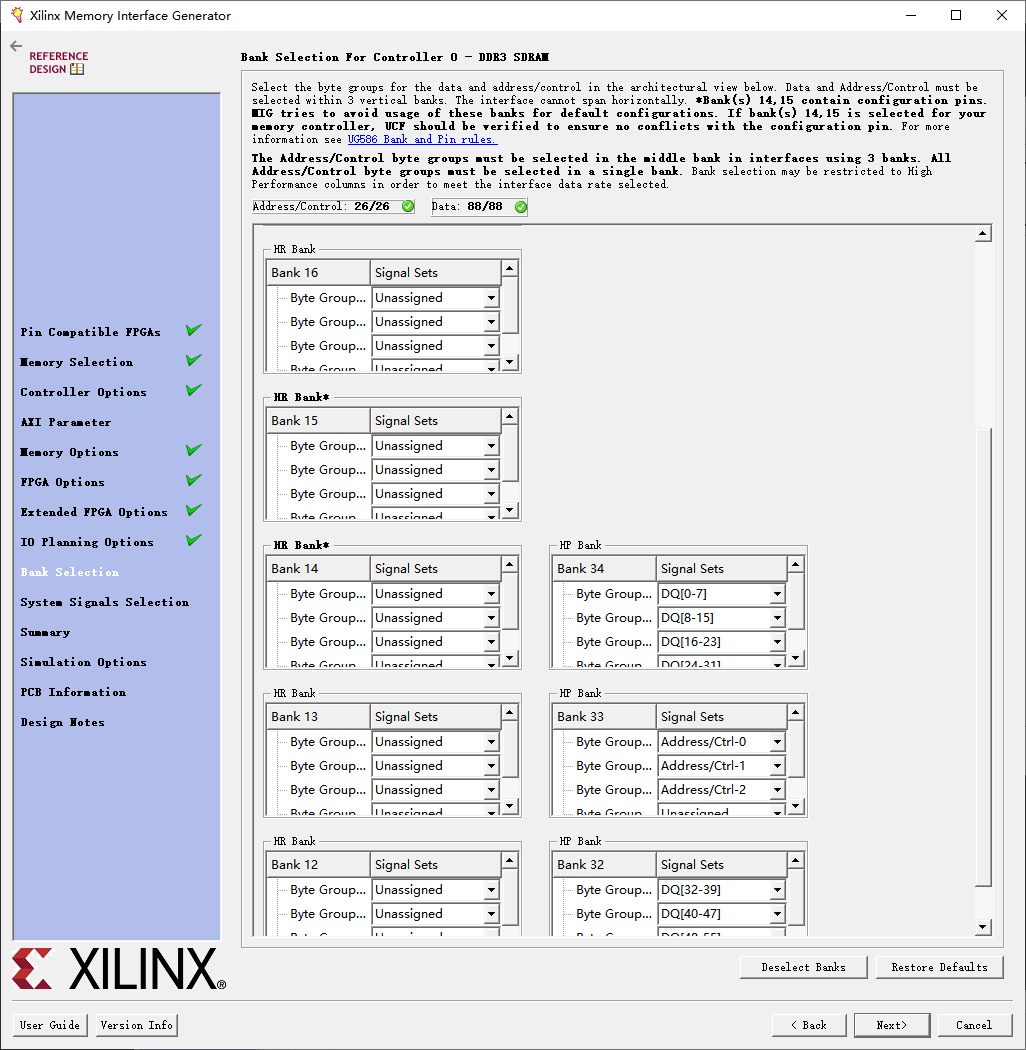 Xilinx Memory Interface Generator
REFERENCE
DESIGN
Pin Compatible FPGAs
Memory Selection
Controller Options
AXI Parameter
Memory Options
FPGA Options
Extended FPGA Options
IO Planning Options
Bank Selection
System Signals Selection
Summary
Simulation Options
PCB Information
Design Notes
XILINX®
Bank Selection For Controller 0 - DDR3 SDRAM
Select the byte groups for the data and address/control in the architectural view below. Data and Address/Control must be
selected within 3 vertical banks. The interface cannot span horizontally. *Bank(s) 14,15 contain configuration pins.
MIG tries to avoid usage of these banks for default configurations. If bank(s) 14,15 is selected for your
memory controller, UCF should be verified to ensure no conflicts with the configuration pin. For more
information see UG586 Bank and Pin rules.
The Address/Control byte groups must be selected in the middle bank in interfaces using 3 banks. All
Address/Control byte groups must be selected in a single bank. Bank selection may be restricted to High
Performance columns in order to meet the interface data rate selected.
Address/Control: 26/26 Data: 88/88
HR Bank
Bank 16 Signal Sets
Byte Group... Unassigned
Byte Group... Unassigned
Byte Group... Unassigned
Byte Group... Unassigned
HR Bank*
Bank 15 Signal Sets
Byte Group... Unassigned
Byte Group... Unassigned
Byte Group... Unassigned
Byte Group... Unassigned
HR Bank*
Bank 14 Signal Sets
Byte Group... Unassigned
Byte Group... Unassigned
Byte Group... Unassigned
Byte Group... Unassigned
HP Bank
Bank 34 Signal Sets
Byte Group... DQ[0-7]
Byte Group... DQ[8-15]
Byte Group... DQ[16-23]
Byte Group... DQ[24-31]
HR Bank
Bank 13 Signal Sets
Byte Group... Unassigned
Byte Group... Unassigned
Byte Group... Unassigned
Byte Group... Unassigned
HP Bank
Bank 33 Signal Sets
Byte Group... Address/Ctrl-0
Byte Group... Address/Ctrl-1
Byte Group... Address/Ctrl-2
Byte Group... Unassigned
HR Bank
Bank 12 Signal Sets
Byte Group... Unassigned
Byte Group... Unassigned
HP Bank
Bank 32 Signal Sets
Byte Group... DQ[32-39]
Byte Group... DQ[40-47]
Deselect Banks
Restore Defaults
User Guide
Version Info
< Back
Next>
Cancel